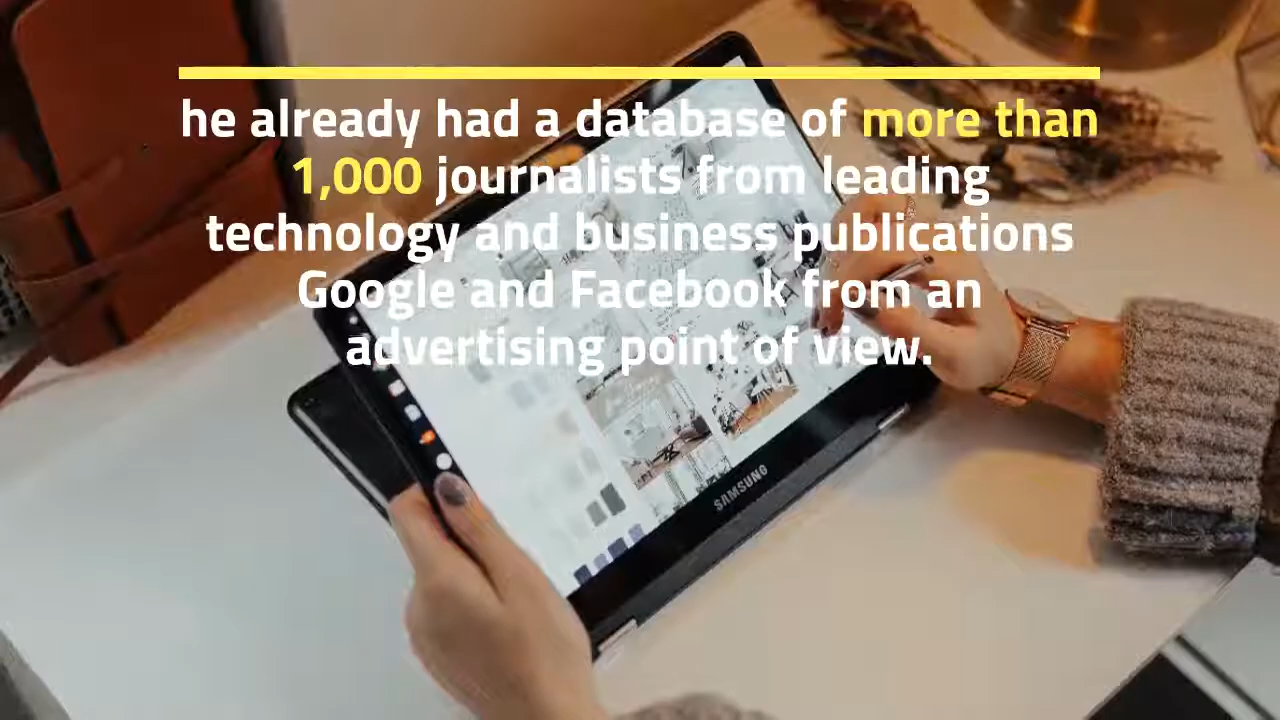 he already had a database of more than
1,000 journalists from leading
technology and business publications
Google and Facebook from an
advertising point of view.
SAMSUNG